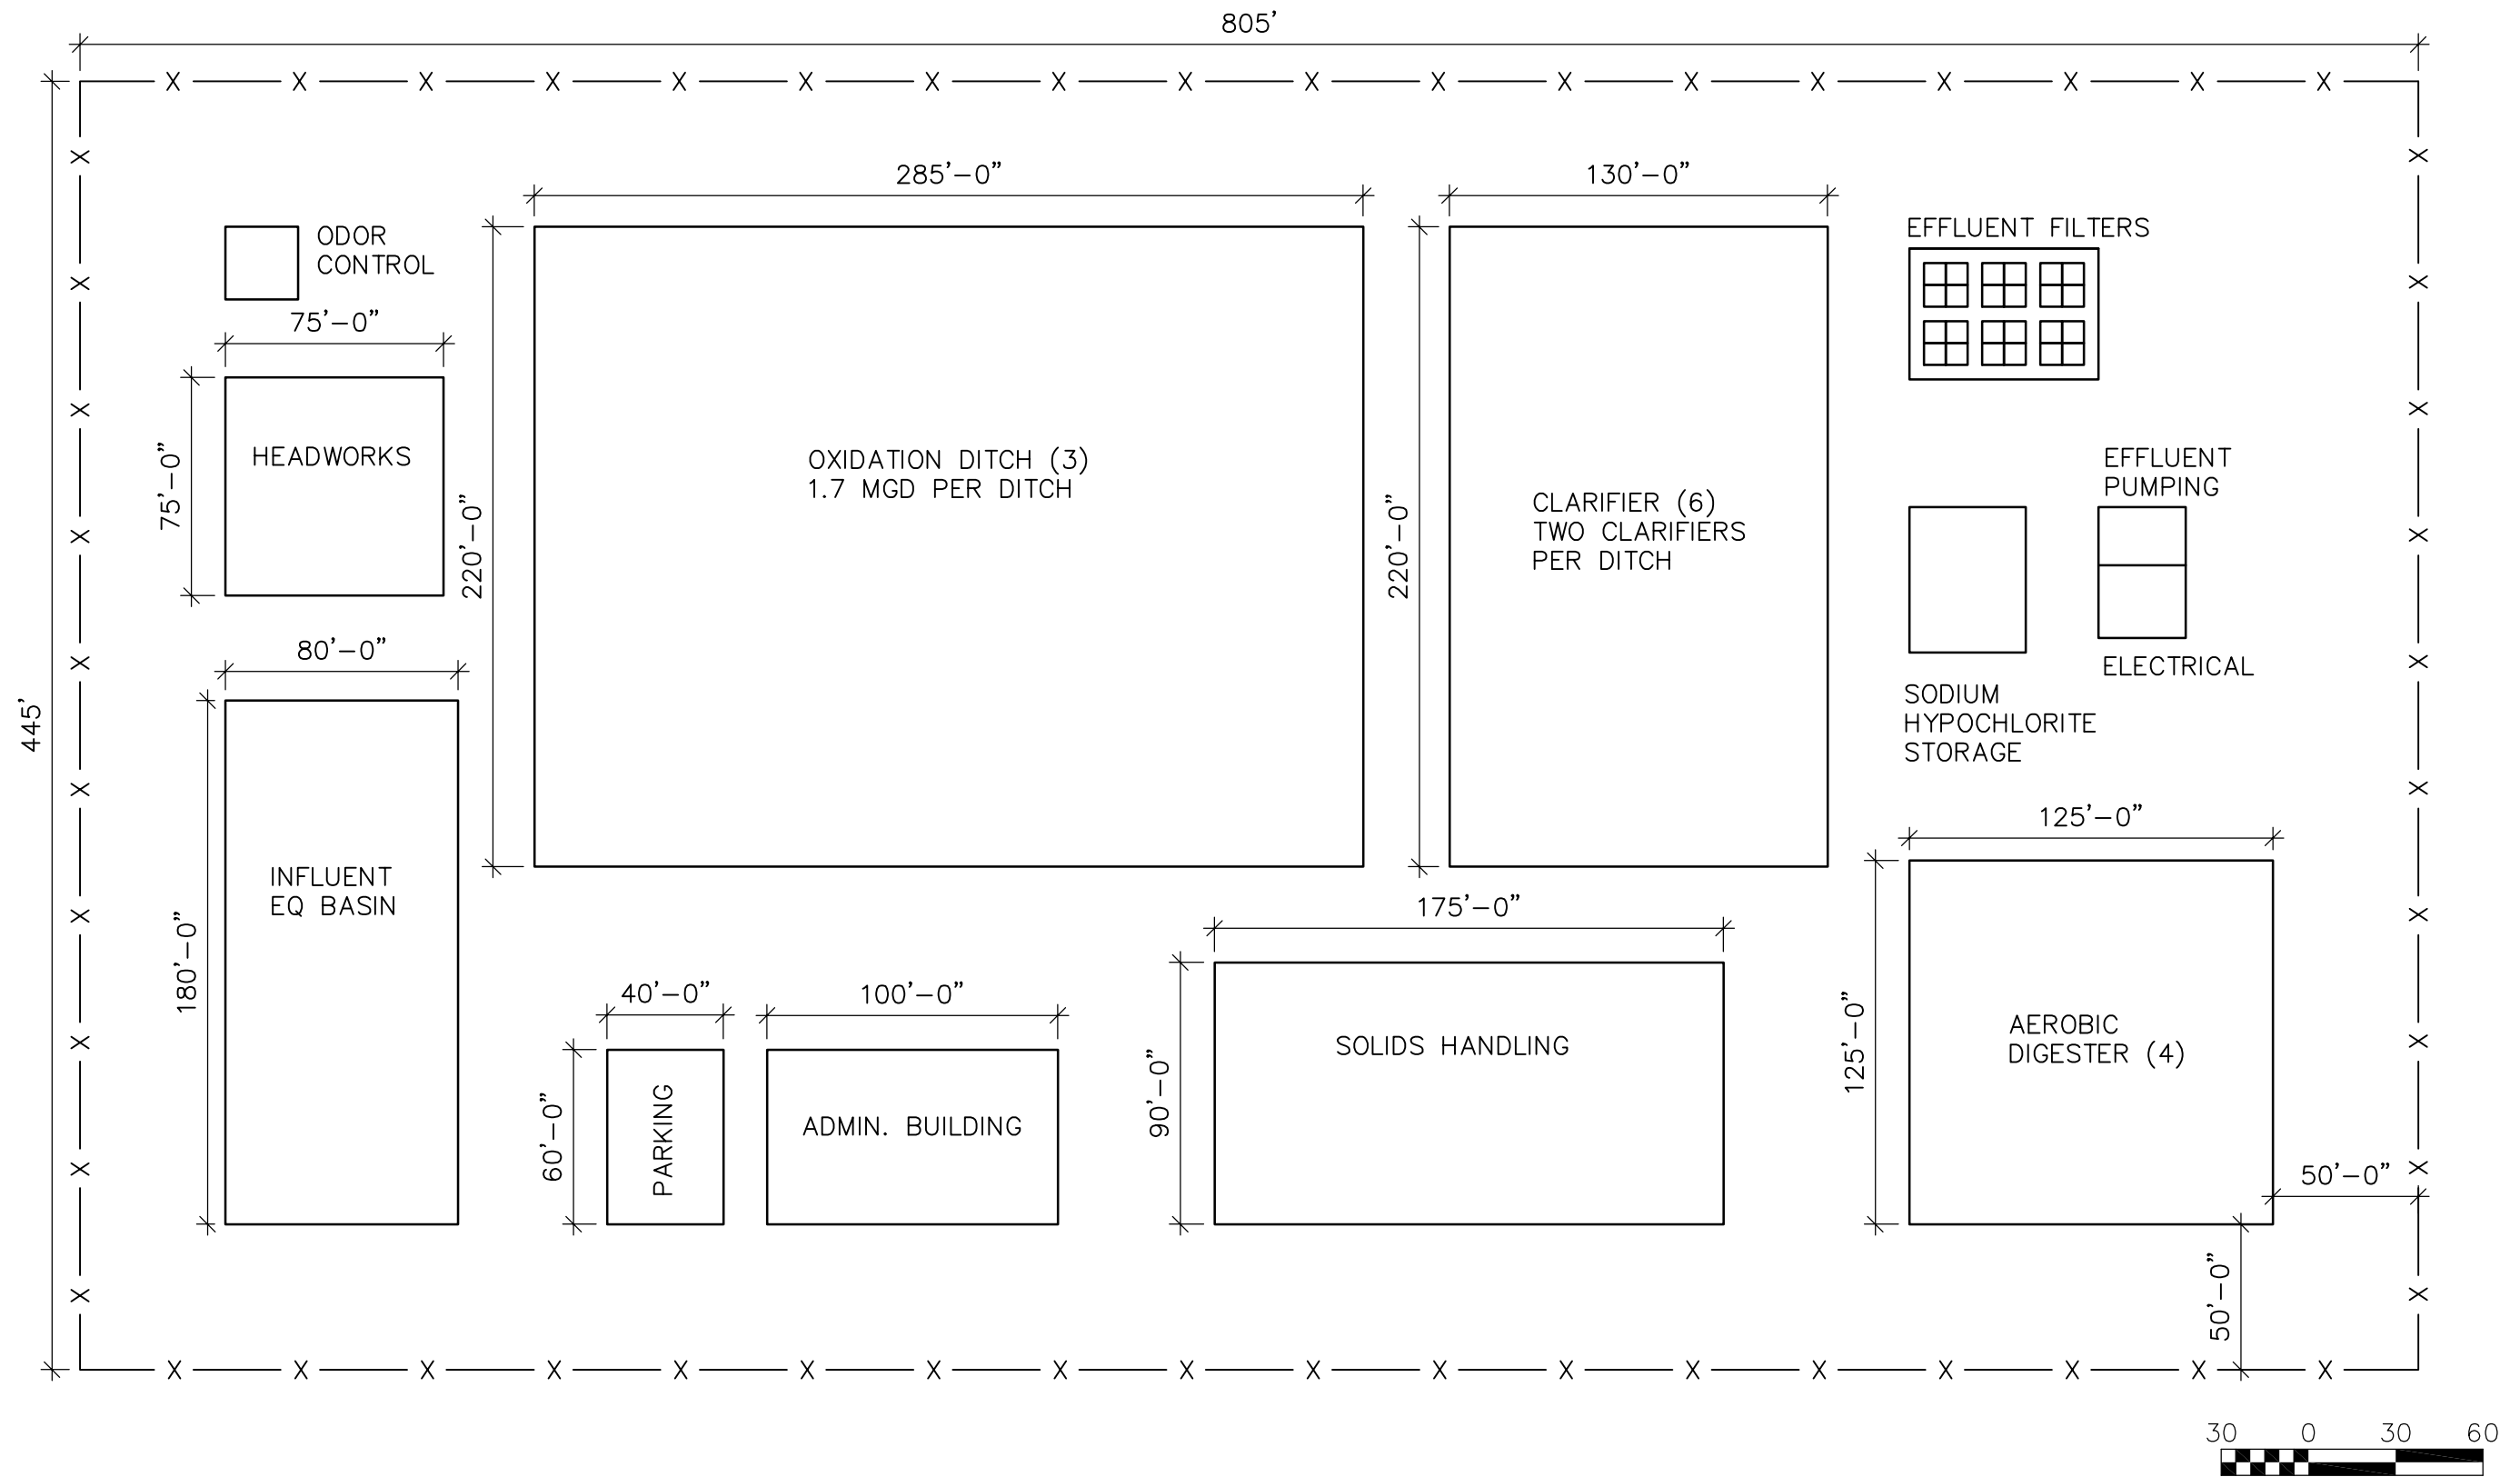 805'
285'-0"
130'-0"
ODOR
CONTROL
EFFLUENT FILTERS
75'-0"
75'-0"
HEADWORKS
220'-0"
OXIDATION DITCH (3)
1.7 MGD PER DITCH
220'-0"
CLARIFIER (6)
TWO CLARIFIERS
PER DITCH
EFFLUENT
PUMPING
ELECTRICAL
SODIUM
HYPOCHLORITE
STORAGE
445'
80'-0"
180'-0"
INFLUENT
EQ BASIN
40'-0"
60'-0"
PARKING
100'-0"
ADMIN. BUILDING
175'-0"
90'-0"
SOLIDS HANDLING
125'-0"
125'-0"
AEROBIC
DIGESTER (4)
50'-0"
50'-0"
30 0 30 60